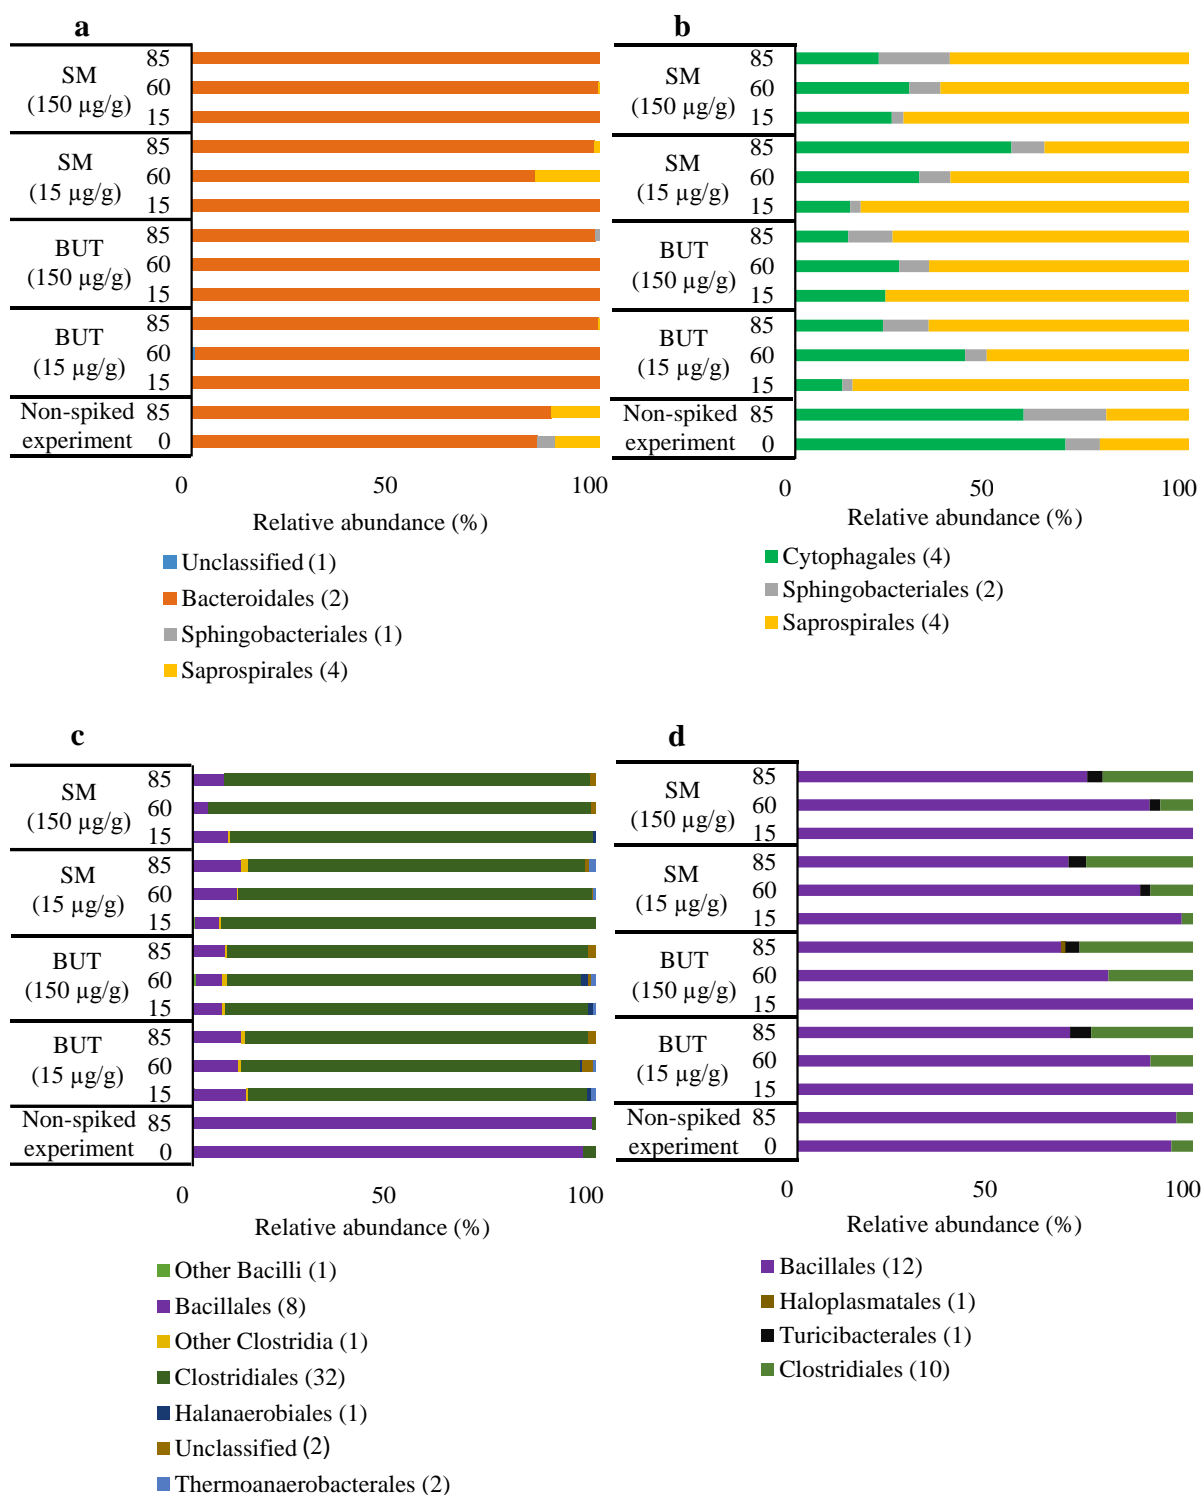 a
SM
(150 µg/g)
85
60
15
SM
(15 µg/g)
85
60
15
BUT
(150 µg/g)
85
60
15
BUT
(15 µg/g)
85
60
15
Non-spiked
experiment
85
0
0 50 100
Relative abundance (%)
Unclassified (1)
Bacteroidales (2)
Sphingobacteriales (1)
Saprospirales (4)
b
SM
(150 µg/g)
85
60
15
SM
(15 µg/g)
85
60
15
BUT
(150 µg/g)
85
60
15
BUT
(15 µg/g)
85
60
15
Non-spiked
experiment
85
0
0 50 100
Relative abundance (%)
Cytophagales (4)
Sphingobacteriales (2)
Saprospirales (4)
c
SM
(150 µg/g)
85
60
15
SM
(15 µg/g)
85
60
15
BUT
(150 µg/g)
85
60
15
BUT
(15 µg/g)
85
60
15
Non-spiked
experiment
85
0
0 50 100
Relative abundance (%)
Other Bacilli (1)
Bacillales (8)
Other Clostridia (1)
Clostridiales (32)
Halanaerobiales (1)
Unclassified (2)
Thermoanaerobacterales (2)
d
SM
(150 µg/g)
85
60
15
SM
(15 µg/g)
85
60
15
BUT
(150 µg/g)
85
60
15
BUT
(15 µg/g)
85
60
15
Non-spiked
experiment
85
0
0 50 100
Relative abundance (%)
Bacillales (12)
Haloplasmatales (1)
Turicibacterales (1)
Clostridiales (10)